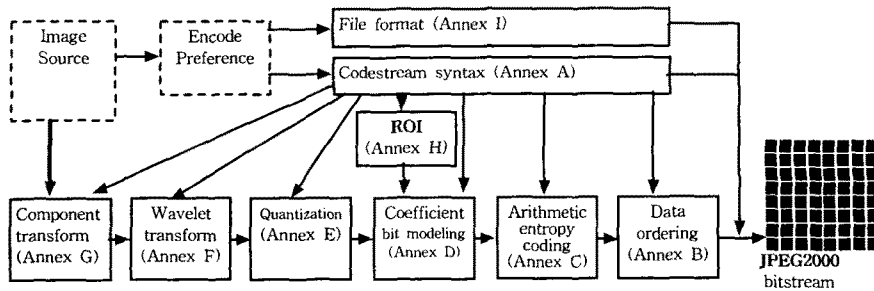 Image
Source
Encode
Preference
File format (Annex I)
Codestream syntax (Annex A)
ROI
(Annex H)
Component
transform
(Annex G)
Wavelet
transform
(Annex F)
Quantization
(Annex E)
Coefficient
bit modeling
(Annex D)
Arithmetic
entropy
coding
(Annex C)
Data
ordering
(Annex B)
JPEG2000
bitstream